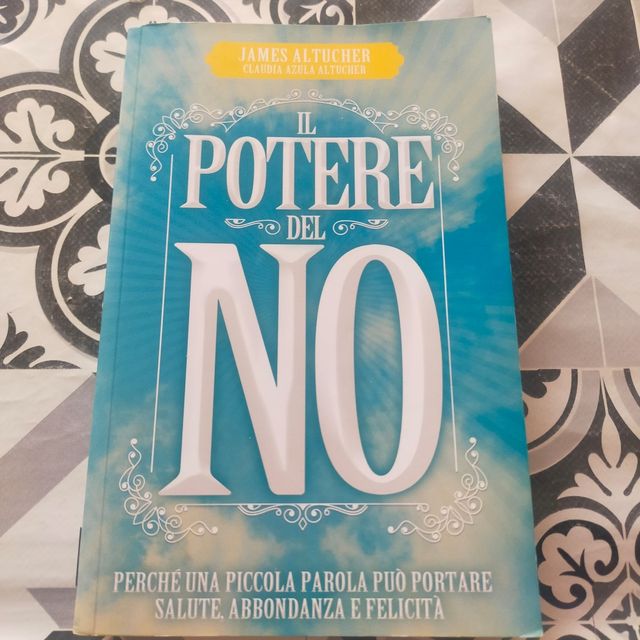 JAMES ALTUCHER
CLAUDIA AZULA ALTUCHER
IL
POTERE
DEL
NO
PERCHÉ UNA PICCOLA PAROLA PUÒ PORTARE
SALUTE, ABBONDANZA E FELICITÀ